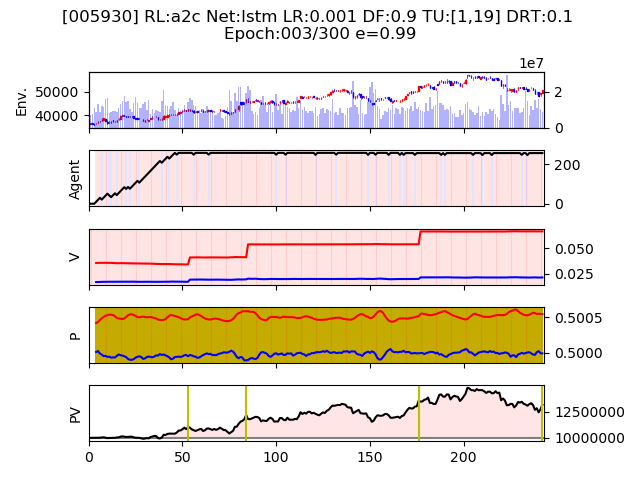 [005930] RL:a2c Net:lstm LR:0.001 DF:0.9 TU:[1,19] DRT:0.1
Epoch:003/300 e=0.99
1e7
Env.
50000
40000
2
0
Agent
200
0
V
0.050
0.025
P
0.5005
0.5000
PV
12500000
10000000
0 50 100 150 200